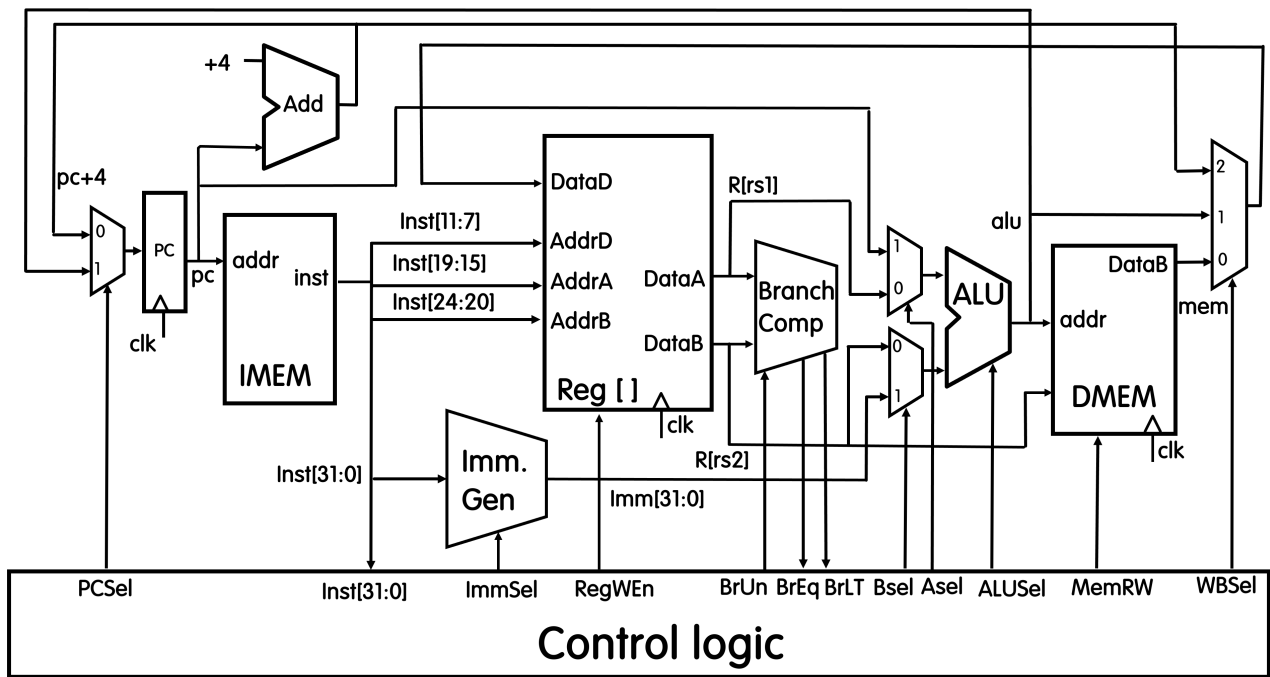 +4
Add
pc+4
0
1
PC
clk
pc
addr
inst
IMEM
Inst[11:7]
Inst[19:15]
Inst[24:20]
DataD
AddrD
AddrA
AddrB
DataA
DataB
Reg [ ]
clk
R[rs1]
Branch
Comp
R[rs2]
Inst[31:0]
Imm.
Gen
Imm[31:0]
1
0
0
1
ALU
alu
addr
DataB
DMEM
clk
mem
2
1
0
PCSel
Inst[31:0]
ImmSel
RegWEn
BrUn
BrEq
BrLT
Bsel
Asel
ALUSel
MemRW
WBSel
Control logic